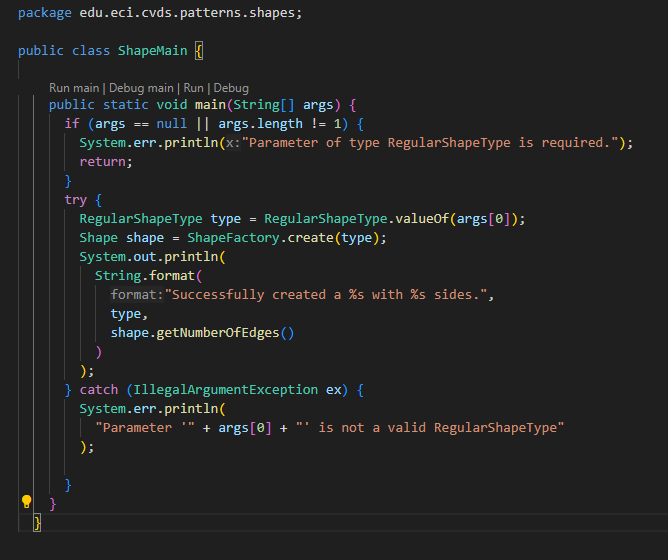 package edu.eci.cvds.patterns.shapes;
public class ShapeMain {
Run main | Debug main | Run | Debug
public static void main(String[] args) {
if (args == null || args.length != 1) {
System.err.println(x:"Parameter of type RegularShapeType is required.");
return;
}
try {
RegularShapeType type = RegularShapeType.valueOf(args[0]);
Shape shape = ShapeFactory.create(type);
System.out.println(
String.format(
format:"Successfully created a %s with %s sides.",
type,
shape.getNumberOfEdges()
)
);
} catch (IllegalArgumentException ex) {
System.err.println(
"Parameter '" + args[0] + "' is not a valid RegularShapeType"
);
}
}
}